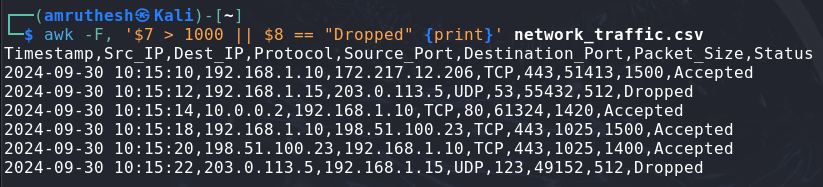 ┌──(amruthesh㉿Kali)-[~]
└─$ awk -F, '$7 > 1000 || $8 == "Dropped" {print}' network_traffic.csv
Timestamp,Src_IP,Dest_IP,Protocol,Source_Port,Destination_Port,Packet_Size,Status
2024-09-30 10:15:10,192.168.1.10,172.217.12.206,TCP,443,51413,1500,Accepted
2024-09-30 10:15:12,192.168.1.15,203.0.113.5,UDP,53,55432,512,Dropped
2024-09-30 10:15:14,10.0.0.2,192.168.1.10,TCP,80,61324,1420,Accepted
2024-09-30 10:15:18,192.168.1.10,198.51.100.23,TCP,443,1025,1500,Accepted
2024-09-30 10:15:20,198.51.100.23,192.168.1.10,TCP,443,1025,1400,Accepted
2024-09-30 10:15:22,203.0.113.5,192.168.1.15,UDP,123,49152,512,Dropped